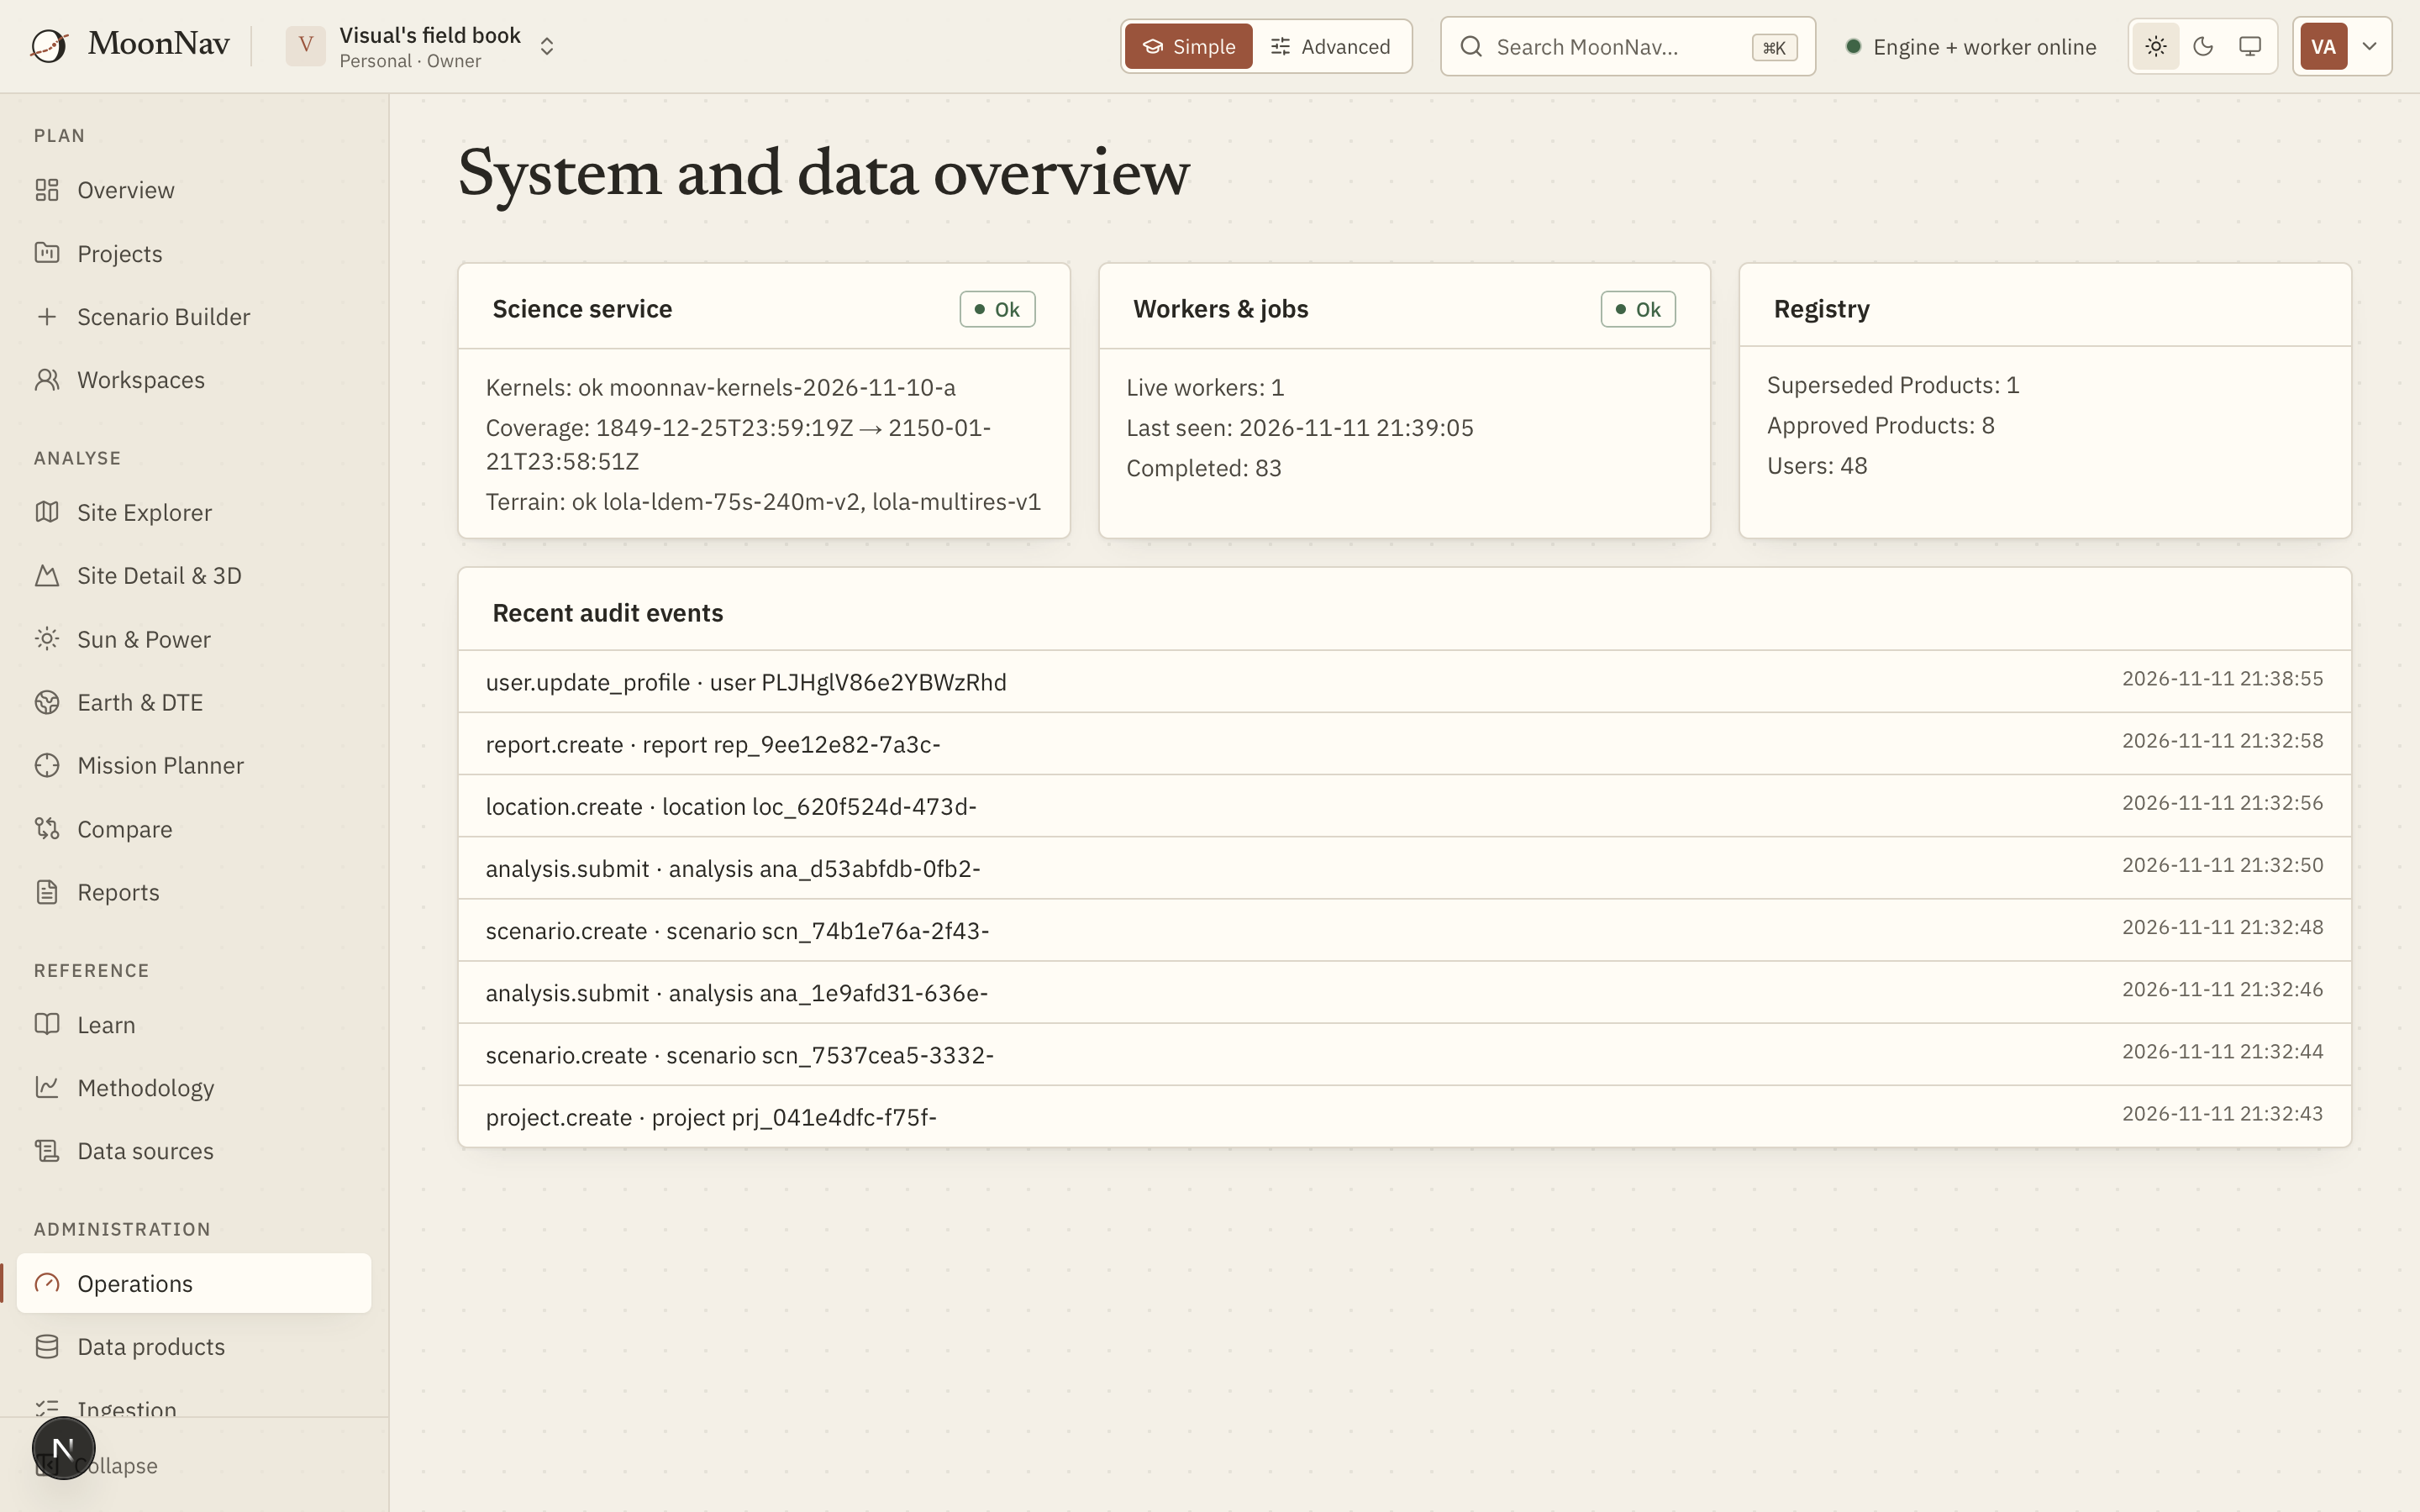 MoonNav
V
Visual's field book
Personal · Owner
Simple
Advanced
Search MoonNav...
⌘K
Engine + worker online
VA
PLAN
Overview
Projects
Scenario Builder
Workspaces
ANALYSE
Site Explorer
Site Detail & 3D
Sun & Power
Earth & DTE
Mission Planner
Compare
Reports
REFERENCE
Learn
Methodology
Data sources
ADMINISTRATION
Operations
Data products
Ingestion
N
Collapse
System and data overview
Science service
Ok
Kernels: ok moonnav-kernels-2026-11-10-a
Coverage: 1849-12-25T23:59:19Z → 2150-01-
21T23:58:51Z
Terrain: ok lola-ldem-75s-240m-v2, lola-multires-v1
Workers & jobs
Ok
Live workers: 1
Last seen: 2026-11-11 21:39:05
Completed: 83
Registry
Superseded Products: 1
Approved Products: 8
Users: 48
Recent audit events
user.update_profile · user PLJHglV86e2YBWzRhd 2026-11-11 21:38:55
report.create · report rep_9ee12e82-7a3c- 2026-11-11 21:32:58
location.create · location loc_620f524d-473d- 2026-11-11 21:32:56
analysis.submit · analysis ana_d53abfdb-0fb2- 2026-11-11 21:32:50
scenario.create · scenario scn_74b1e76a-2f43- 2026-11-11 21:32:48
analysis.submit · analysis ana_1e9afd31-636e- 2026-11-11 21:32:46
scenario.create · scenario scn_7537cea5-3332- 2026-11-11 21:32:44
project.create · project prj_041e4dfc-f75f- 2026-11-11 21:32:43